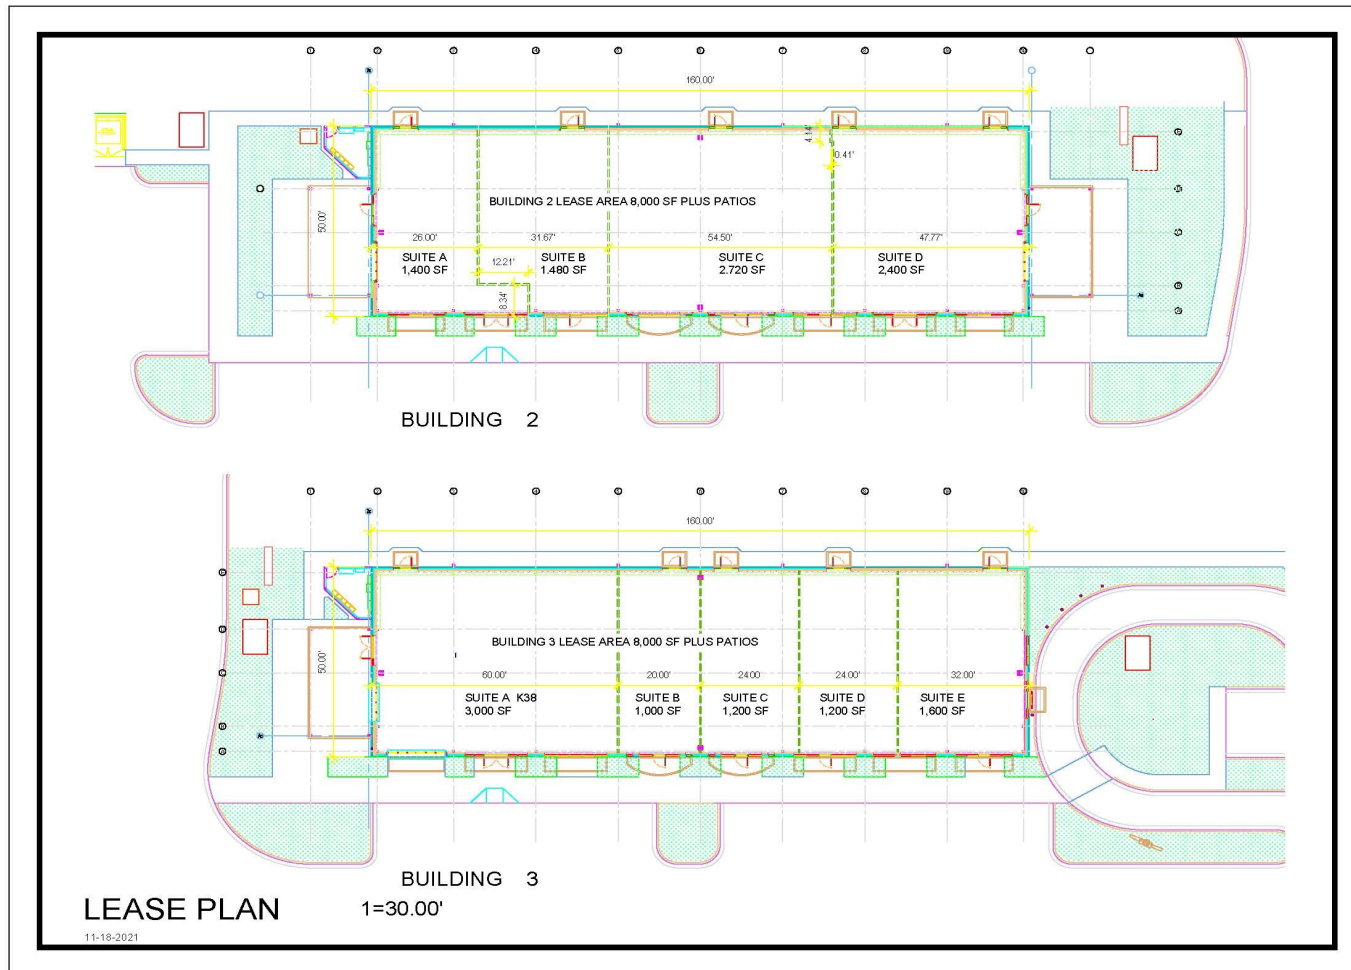 160.00'
4.14'
0.41'
BUILDING 2 LEASE AREA 8,000 SF PLUS PATIOS
50.00'
26.00'
31.67'
54.50'
47.77'
SUITE A
1,400 SF
12.21'
SUITE B
1.480 SF
SUITE C
2.720 SF
SUITE D
2,400 SF
8.34'
BUILDING 2
160.00'
BUILDING 3 LEASE AREA 8,000 SF PLUS PATIOS
50.00'
60.00'
20.00'
24.00
24.00'
32.00'
SUITE A K38
3,000 SF
SUITE B
1,000 SF
SUITE C
1,200 SF
SUITE D
1,200 SF
SUITE E
1,600 SF
BUILDING 3
LEASE PLAN
1=30.00'
11-18-2021